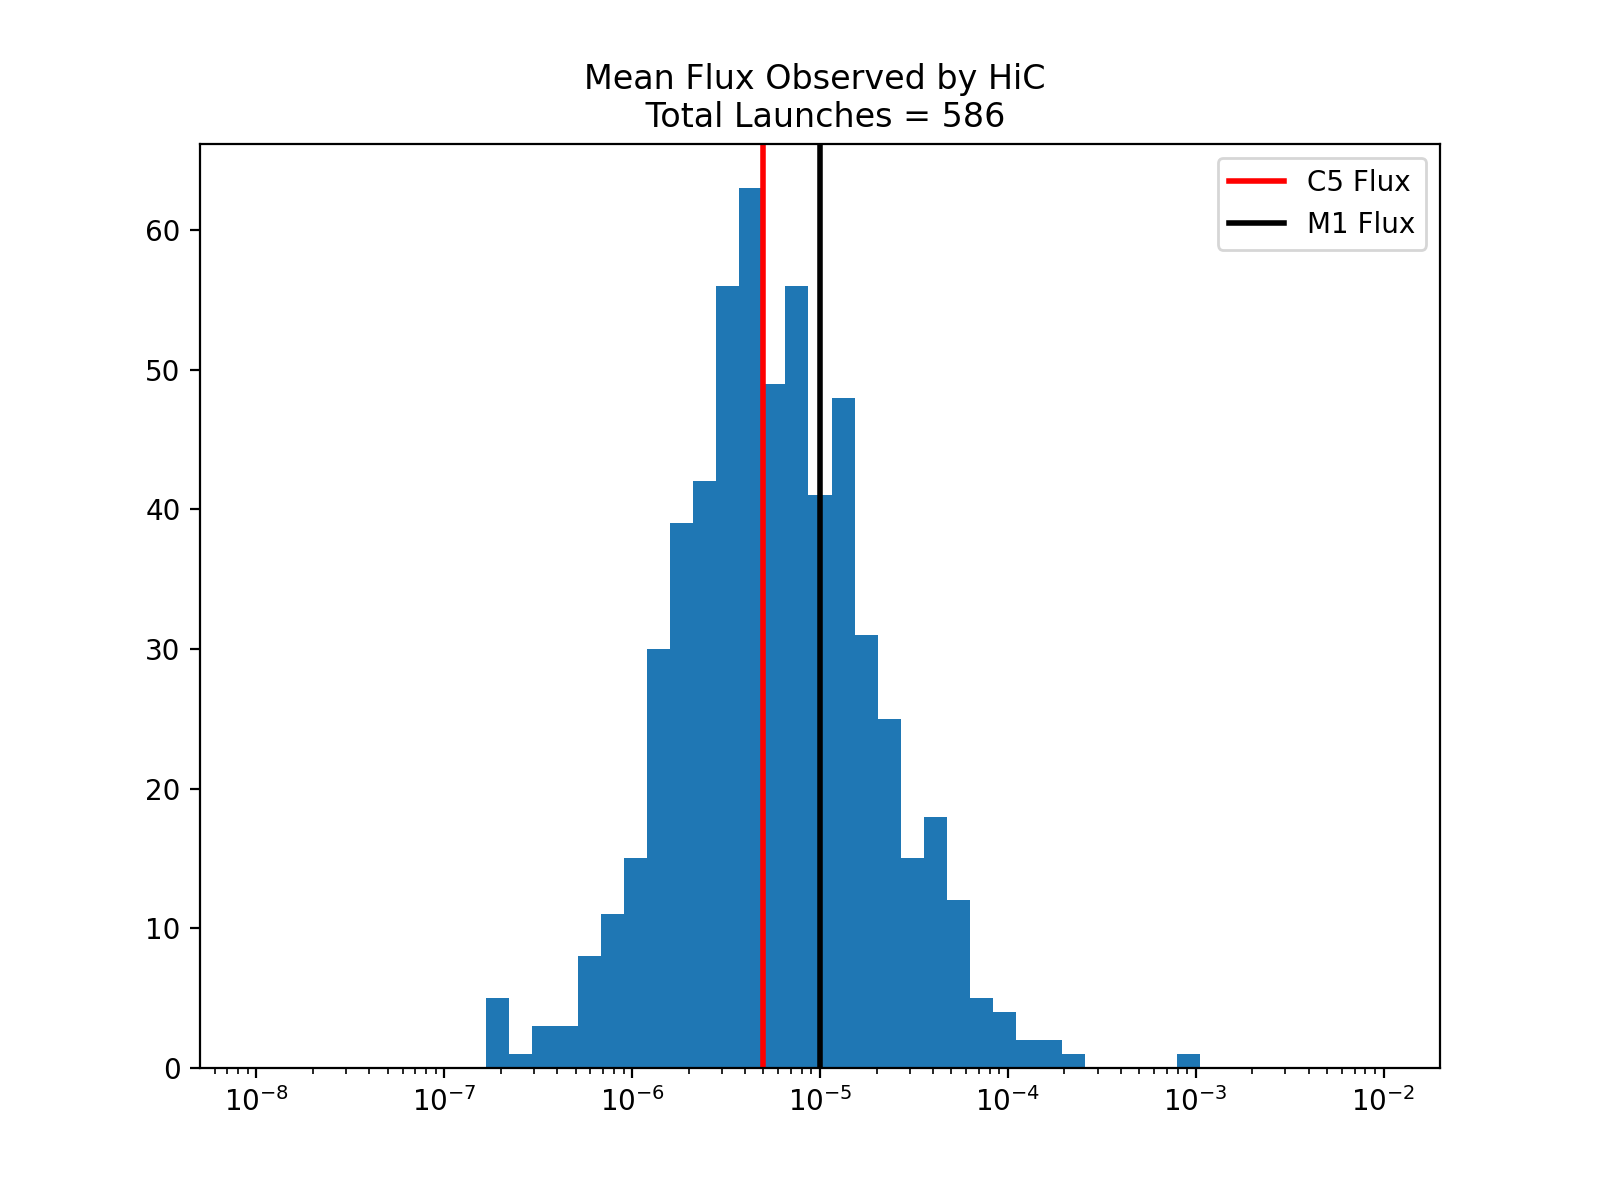 Mean Flux Observed by HiC
Total Launches = 586
C5 Flux
M1 Flux
60
50
40
30
20
10
0
10⁻⁸ 10⁻⁷ 10⁻⁶ 10⁻⁵ 10⁻⁴ 10⁻³ 10⁻²